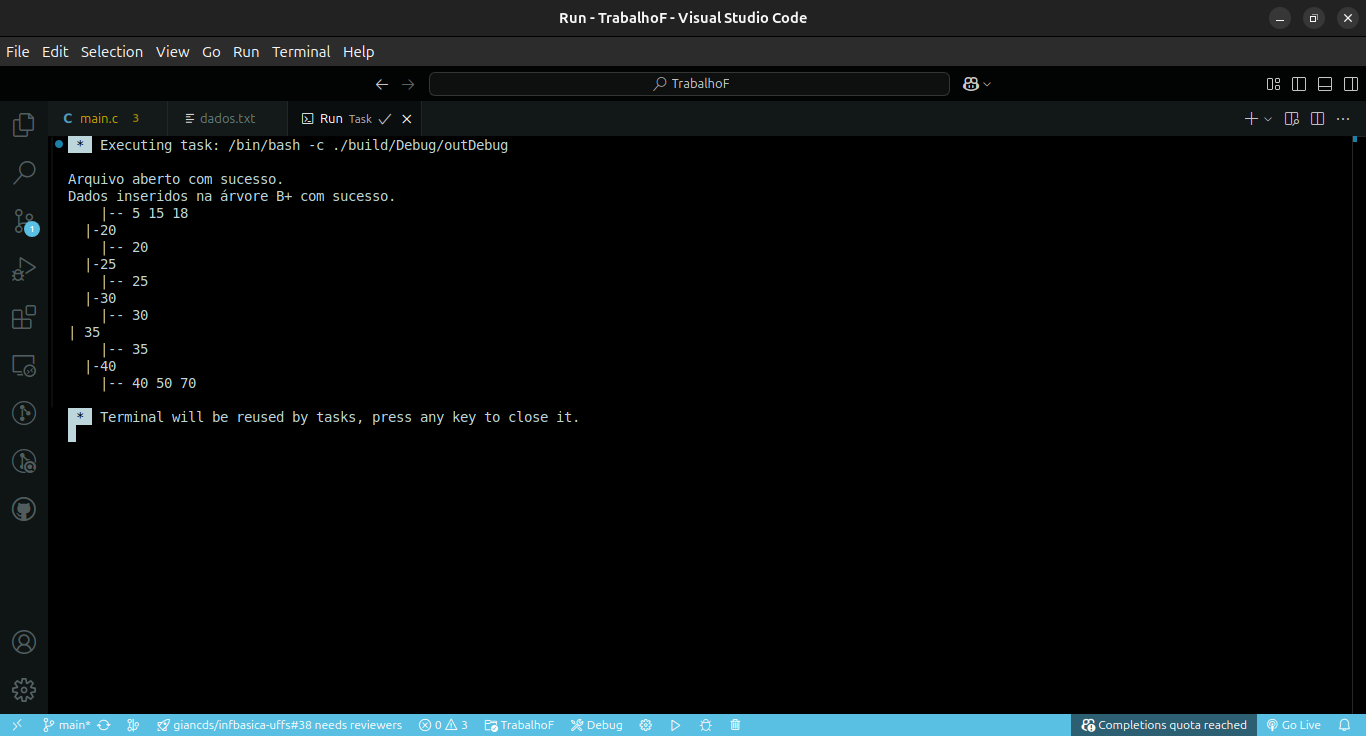 Run - TrabalhoF - Visual Studio Code
File Edit Selection View Go Run Terminal Help
TrabalhoF
C main.c 3 dados.txt Run Task
* Executing task: /bin/bash -c ./build/Debug/outDebug
Arquivo aberto com sucesso.
Dados inseridos na árvore B+ com sucesso.
    |-- 5 15 18
  |-20
    |-- 20
  |-25
    |-- 25
  |-30
    |-- 30
| 35
    |-- 35
  |-40
    |-- 40 50 70
* Terminal will be reused by tasks, press any key to close it.
1
main* giancds/infbasica-uffs#38 needs reviewers 0 3 TrabalhoF Debug Completions quota reached Go Live